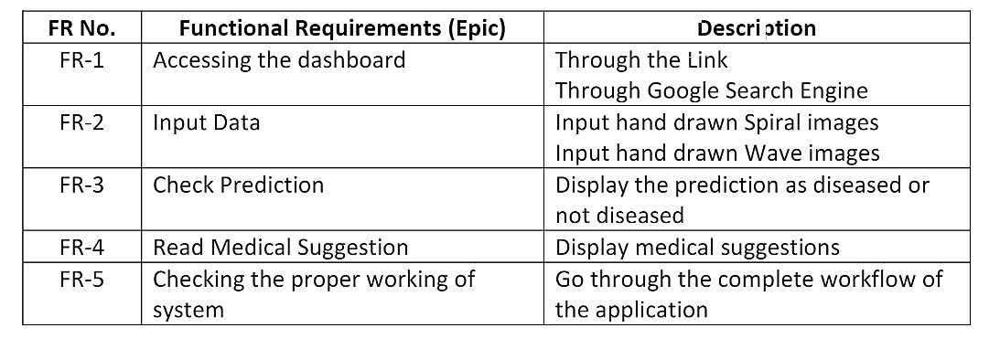 FR No. Functional Requirements (Epic) Description
FR-1 Accessing the dashboard Through the Link
Through Google Search Engine
FR-2 Input Data Input hand drawn Spiral images
Input hand drawn Wave images
FR-3 Check Prediction Display the prediction as diseased or
not diseased
FR-4 Read Medical Suggestion Display medical suggestions
FR-5 Checking the proper working of Go through the complete workflow of
system the application